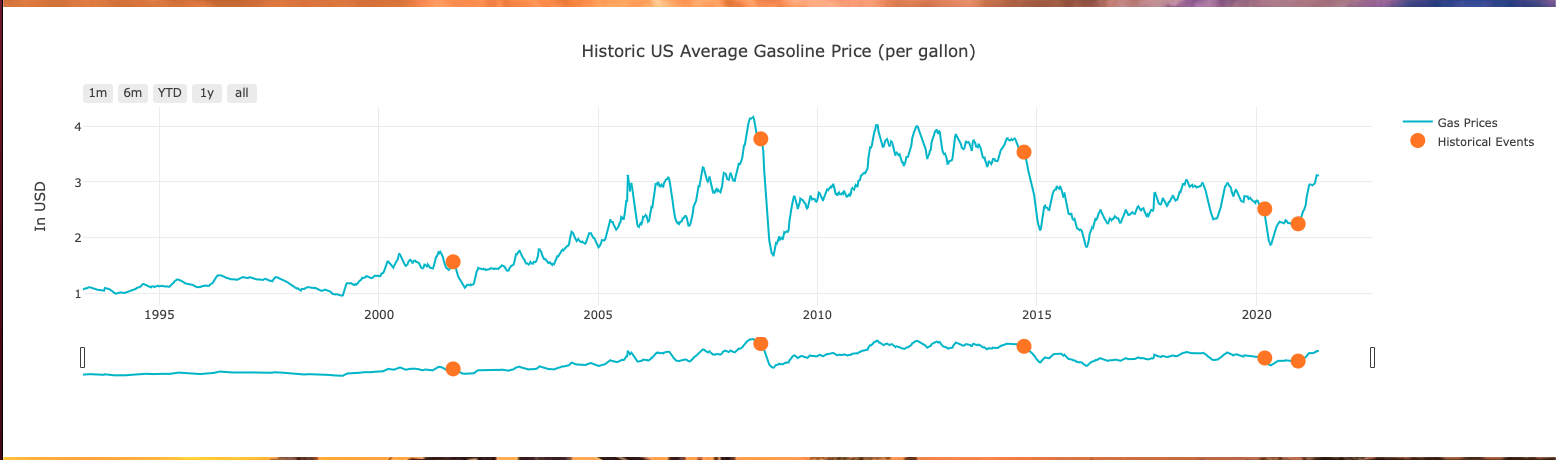 Historic US Average Gasoline Price (per gallon)
1m 6m YTD 1y all
Gas Prices
Historical Events
In USD
4
3
2
1
1995 2000 2005 2010 2015 2020